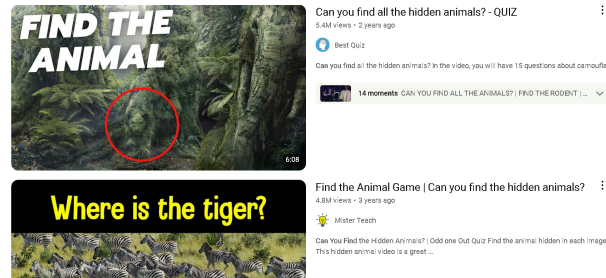 FIND THE
ANIMAL
6:08
Can you find all the hidden animals? - QUIZ
5.4M views • 2 years ago
Best Quiz
Can you find all the hidden animals? In the video, you will have 15 questions about camoufla
14 moments CAN YOU FIND ALL THE ANIMALS? | FIND THE RODENT | ...
Where is the tiger?
Find the Animal Game | Can you find the hidden animals?
4.9M views • 3 years ago
Mister Teach
Can You Find the Hidden Animals? | Odd one Out Quiz Find the animal hidden in each image
This hidden animal video is a great ...